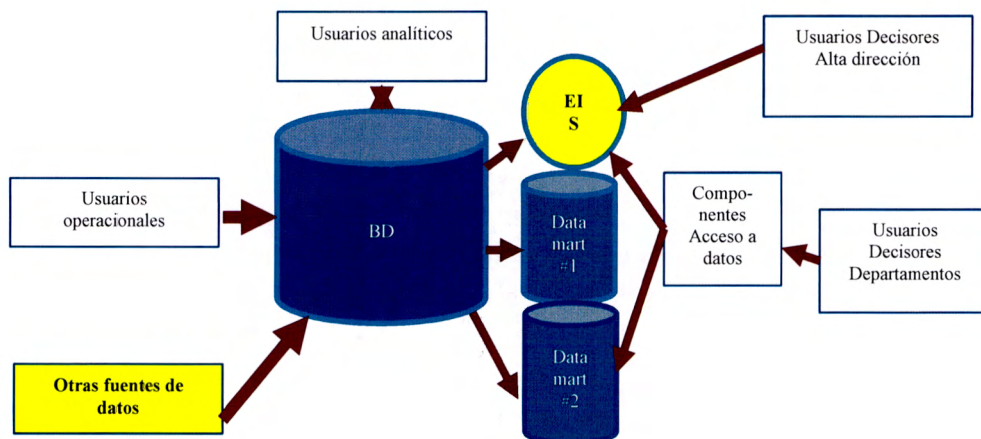 Usuarios analíticos
Usuarios Decisores
Alta dirección
EI
S
Usuarios
operacionales
BD
Data
mart
#1
Compo-
nentes
Acceso a
datos
Usuarios
Decisores
Departamentos
Otras fuentes de
datos
Data
mart
#2